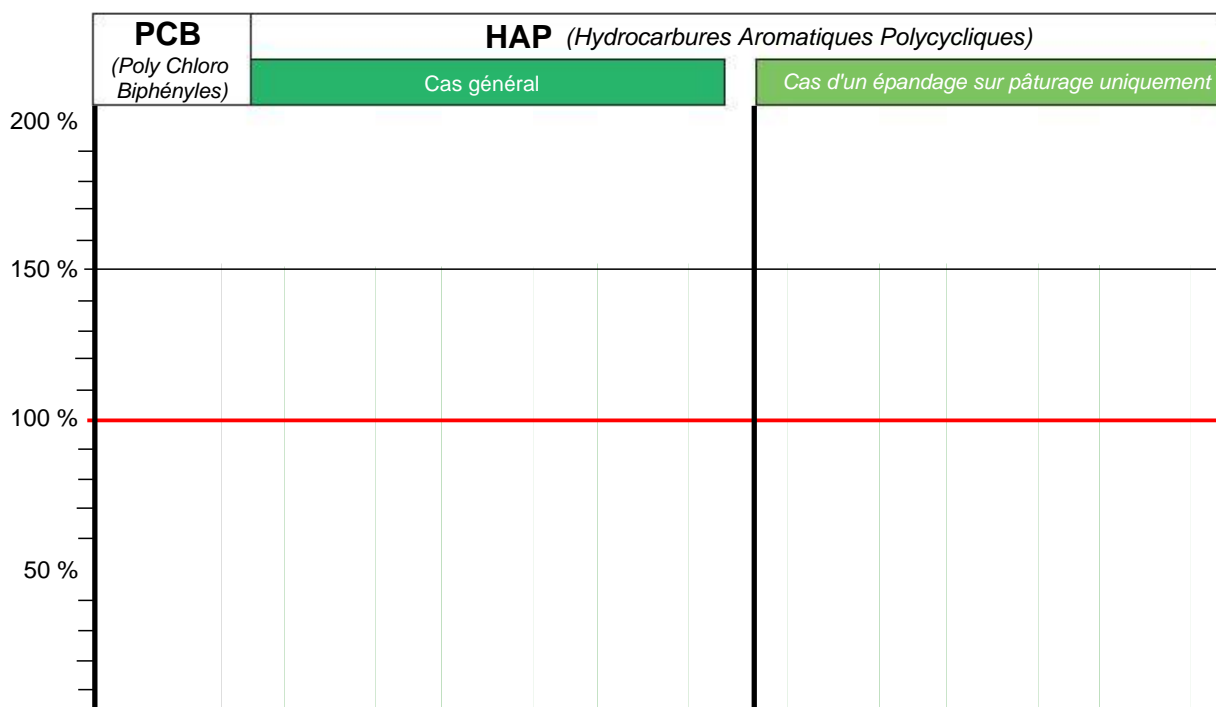 PCB
(Poly Chloro
Biphényles)
HAP (Hydrocarbures Aromatiques Polycycliques)
Cas général
Cas d'un épandage sur pâturage uniquement
200 %
150 %
100 %
50 %